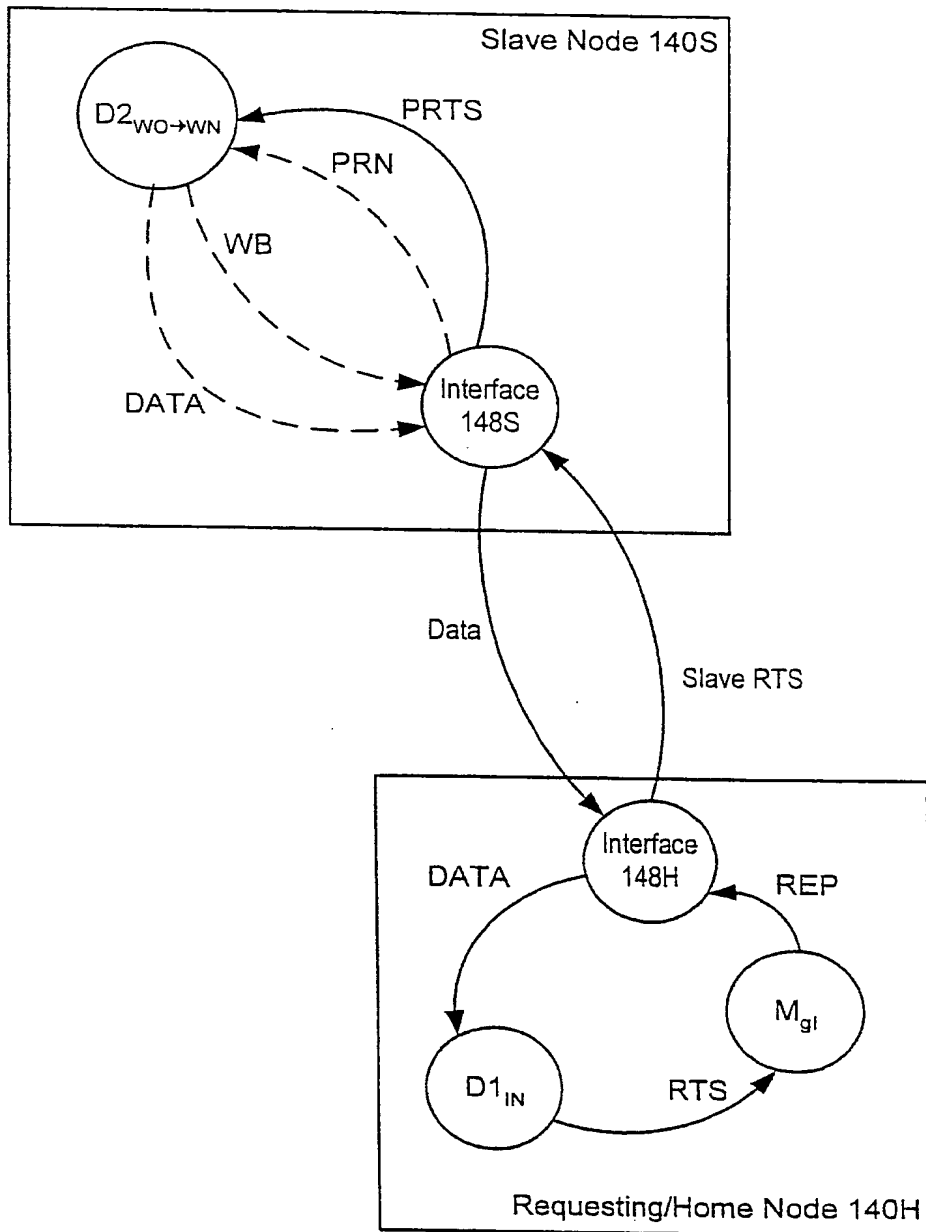 Slave Node 140S
D2WO→WN
PRTS
PRN
WB
DATA
Interface
148S
Data
Slave RTS
Interface
148H
DATA
REP
MgI
D1IN
RTS
Requesting/Home Node 140H